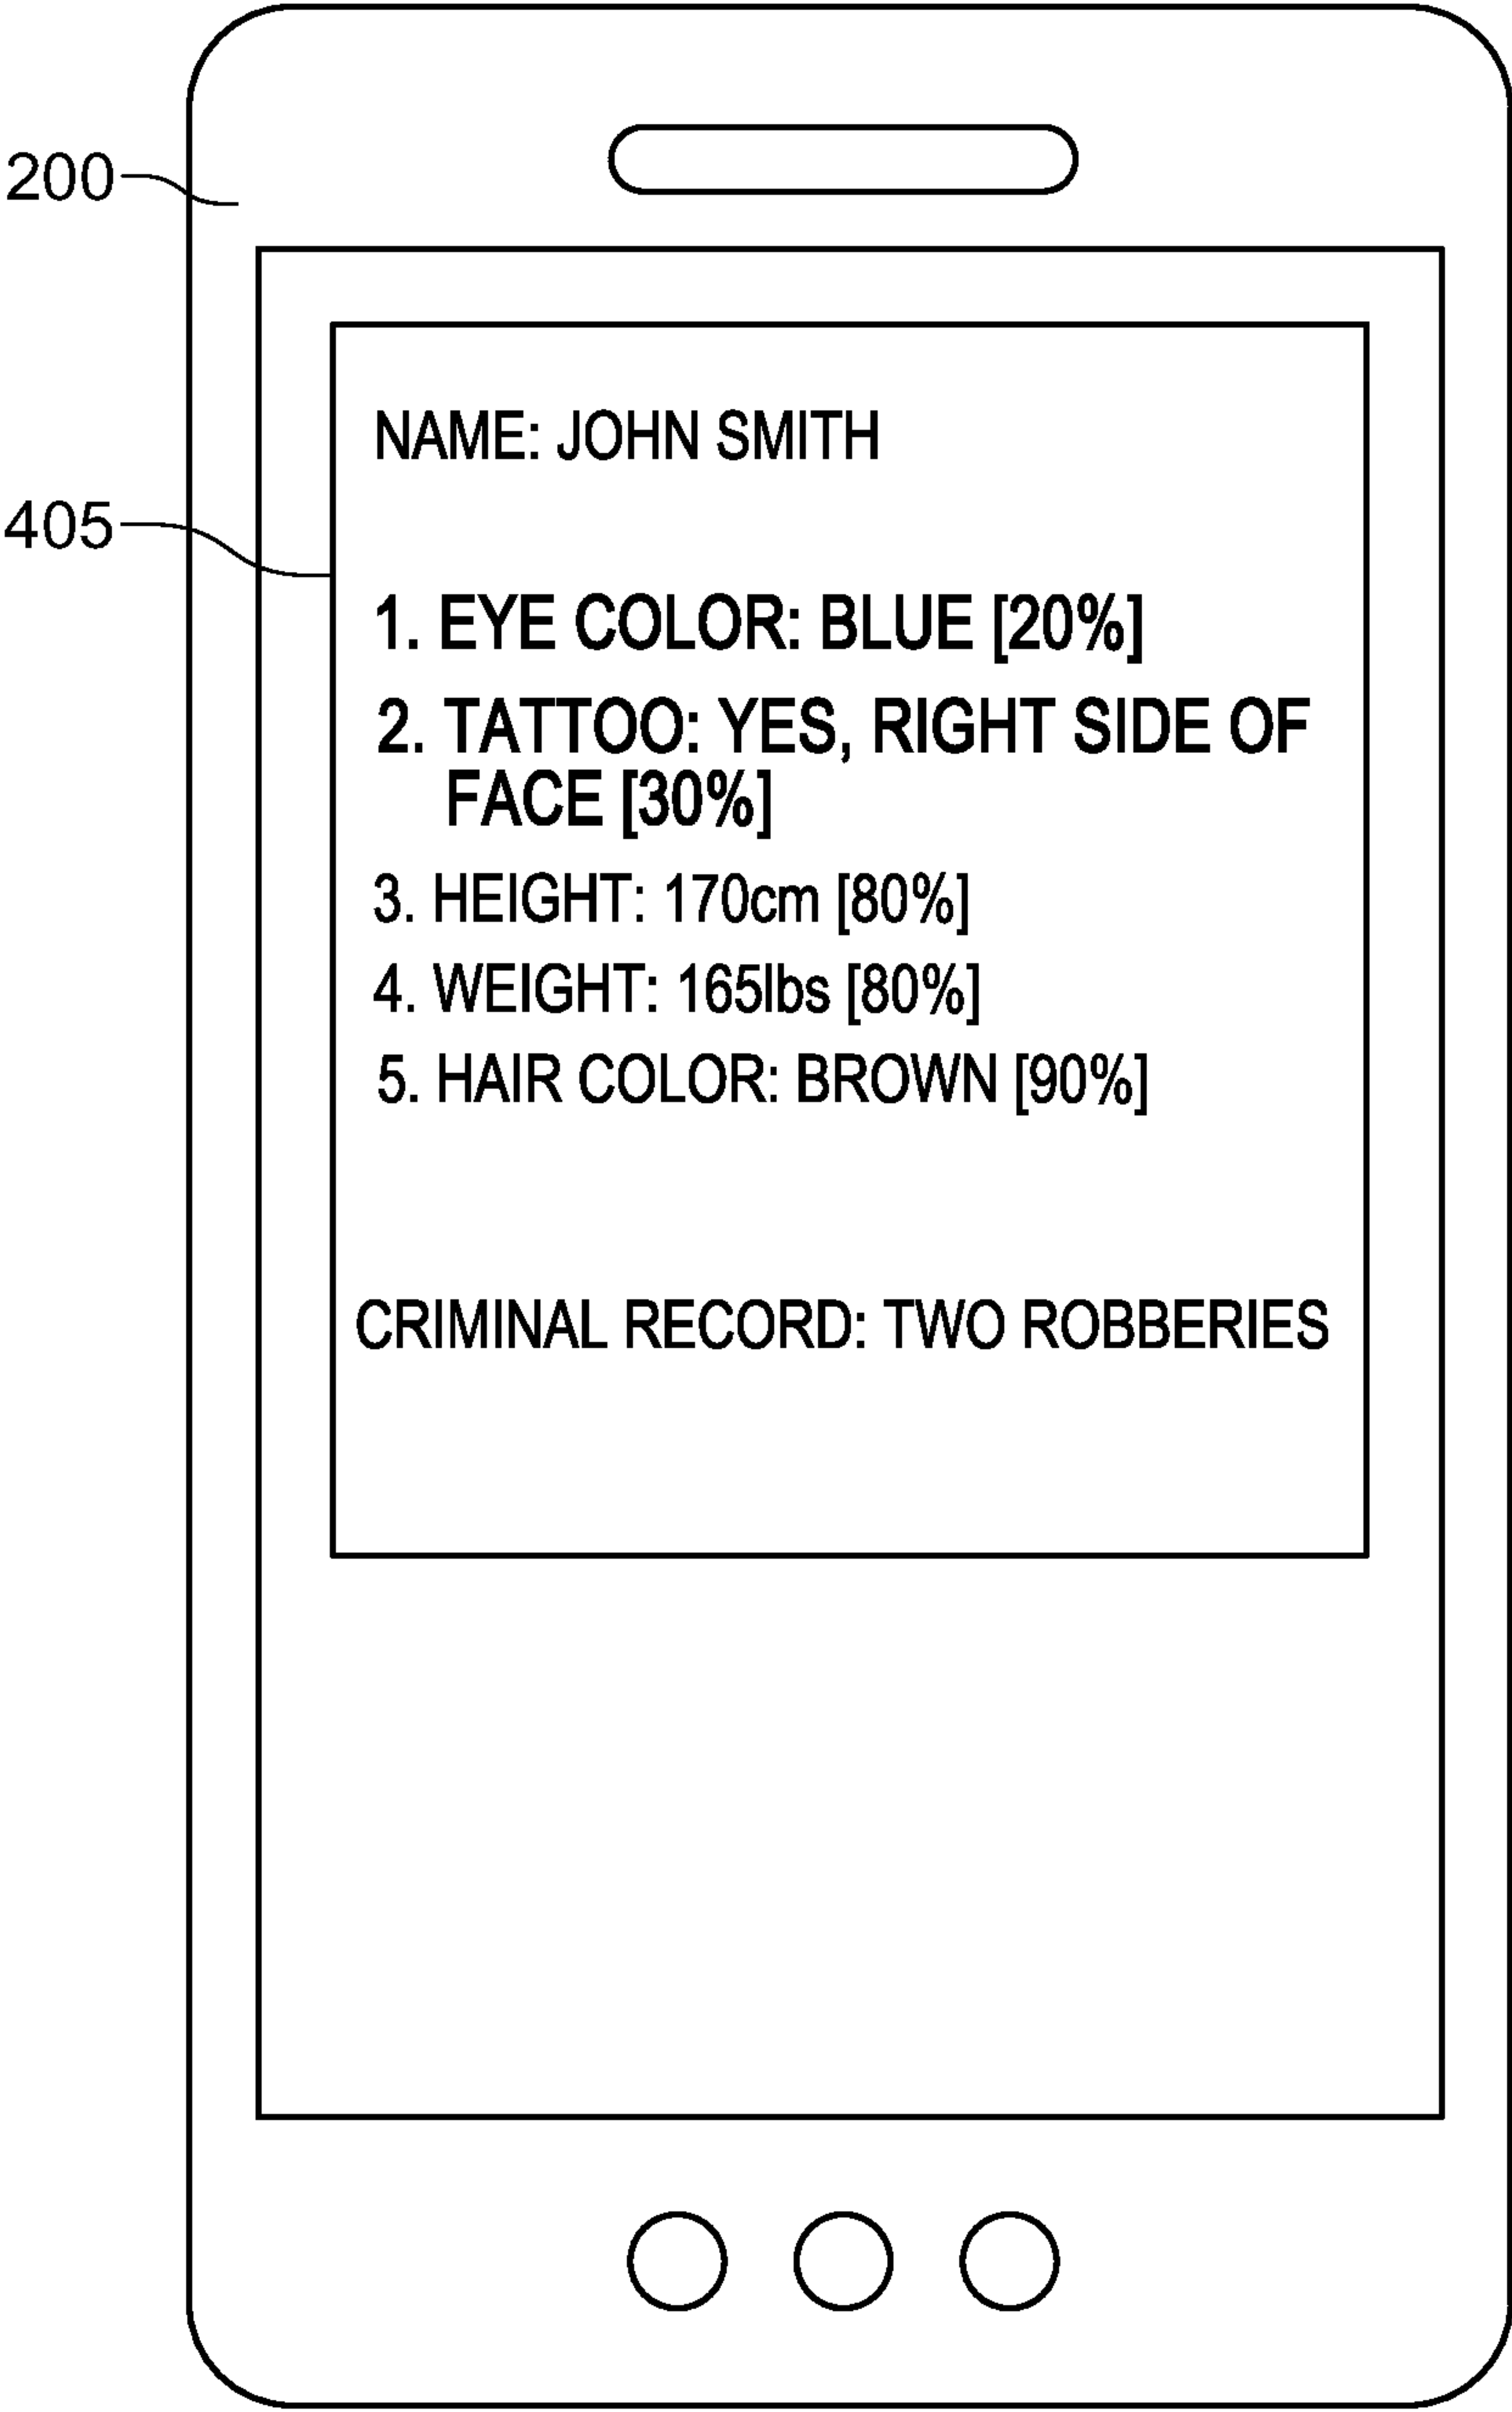 200
NAME: JOHN SMITH
405
1. EYE COLOR: BLUE [20%]
2. TATTOO: YES, RIGHT SIDE OF
FACE [30%]
3. HEIGHT: 170cm [80%]
4. WEIGHT: 165lbs [80%]
5. HAIR COLOR: BROWN [90%]
CRIMINAL RECORD: TWO ROBBERIES